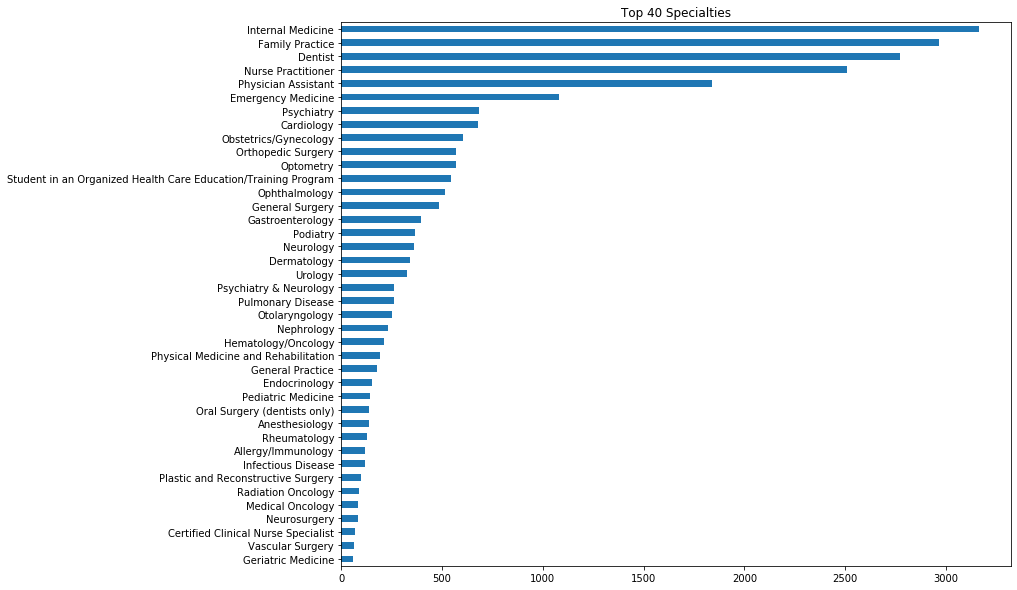 Top 40 Specialties
Internal Medicine
Family Practice
Dentist
Nurse Practitioner
Physician Assistant
Emergency Medicine
Psychiatry
Cardiology
Obstetrics/Gynecology
Orthopedic Surgery
Optometry
Student in an Organized Health Care Education/Training Program
Ophthalmology
General Surgery
Gastroenterology
Podiatry
Neurology
Dermatology
Urology
Psychiatry & Neurology
Pulmonary Disease
Otolaryngology
Nephrology
Hematology/Oncology
Physical Medicine and Rehabilitation
General Practice
Endocrinology
Pediatric Medicine
Oral Surgery (dentists only)
Anesthesiology
Rheumatology
Allergy/Immunology
Infectious Disease
Plastic and Reconstructive Surgery
Radiation Oncology
Medical Oncology
Neurosurgery
Certified Clinical Nurse Specialist
Vascular Surgery
Geriatric Medicine
0 500 1000 1500 2000 2500 3000